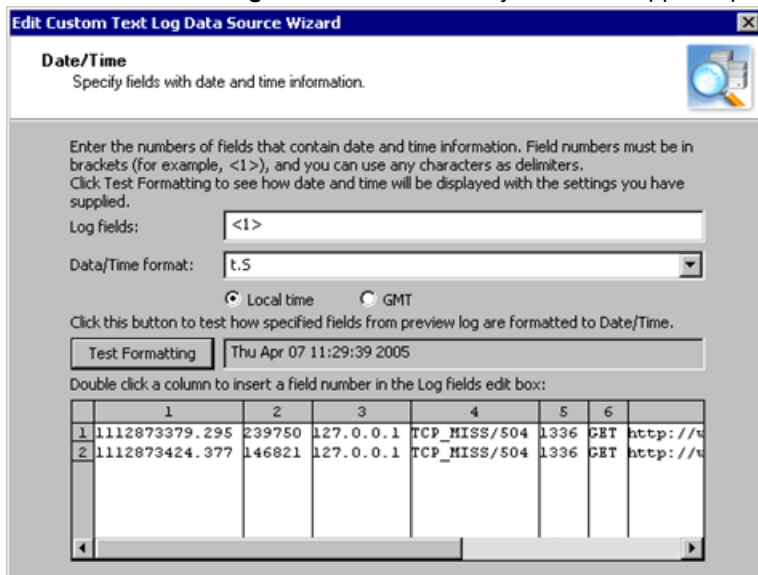 Edit Custom Text Log Data Source Wizard
Date/Time
Specify fields with date and time information.
Enter the numbers of fields that contain date and time information. Field numbers must be in
brackets (for example, <1>), and you can use any characters as delimiters.
Click Test Formatting to see how date and time will be displayed with the settings you have
supplied.
Log fields: <1>
Data/Time format: t.S
Local time GMT
Click this button to test how specified fields from preview log are formatted to Date/Time.
Test Formatting Thu Apr 07 11:29:39 2005
Double click a column to insert a field number in the Log fields edit box:
1 2 3 4 5 6
1 1112873379.295 239750 127.0.0.1 TCP_MISS/504 1336 GET http://
2 1112873424.377 146821 127.0.0.1 TCP_MISS/504 1336 GET http://